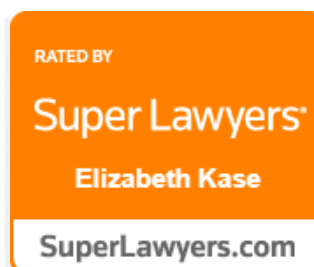 RATED BY
Super Lawyers
Elizabeth Kase
SuperLawyers.com